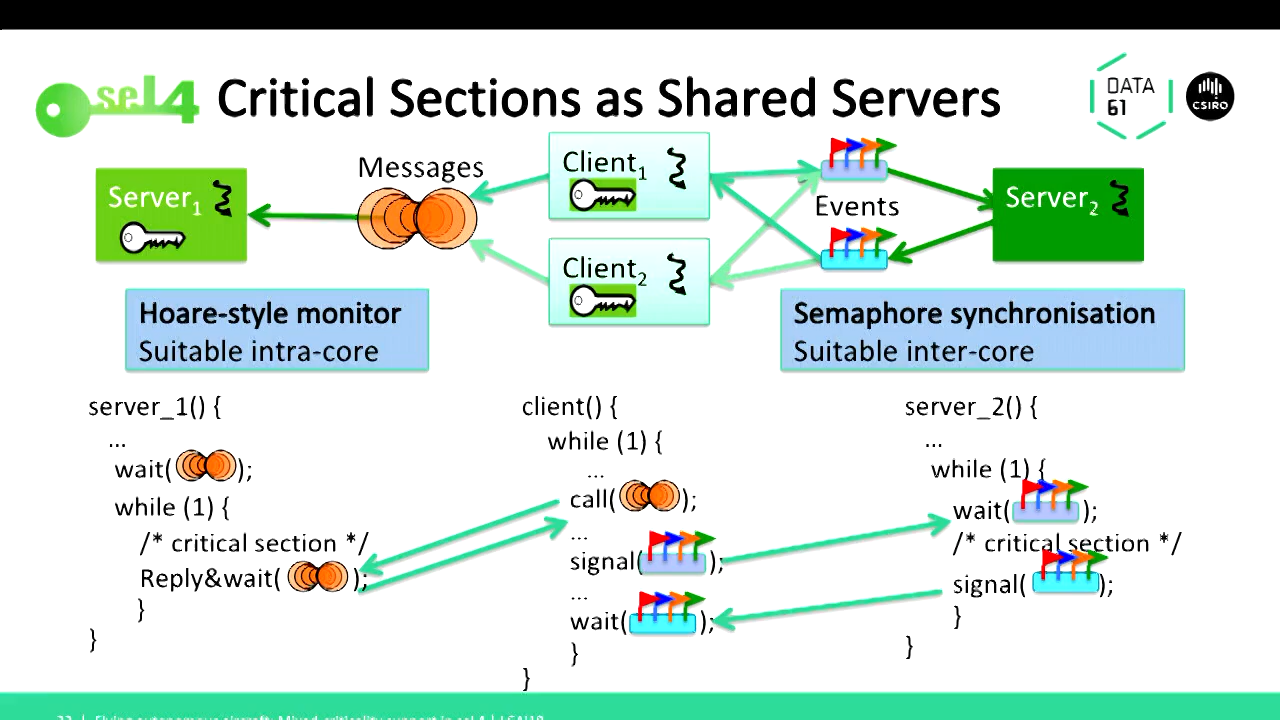 seL4 Critical Sections as Shared Servers
DATA
61
CSIRO
Messages
Server1
Client1
Client2
Events
Server2
Hoare-style monitor
Suitable intra-core
Semaphore synchronisation
Suitable inter-core
server_1() {
...
wait( );
while (1) {
/* critical section */
Reply&wait( );
}
}
client() {
while (1) {
...
call( );
...
signal( );
...
wait( );
}
}
server_2() {
...
while (1) {
wait( );
/* critical section */
signal( );
}
}